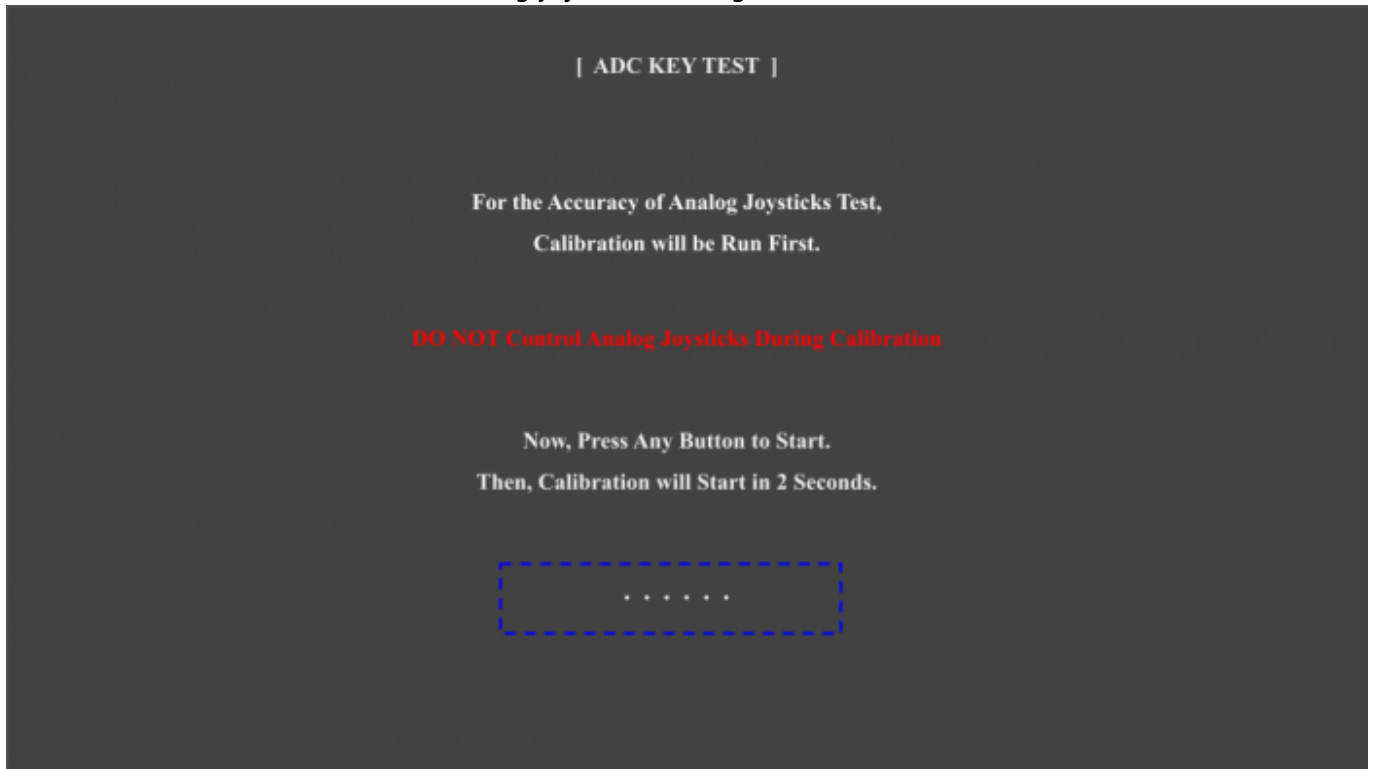 [ ADC KEY TEST ]
For the Accuracy of Analog Joysticks Test,
Calibration will be Run First.
DO NOT Control Analog Joysticks During Calibration
Now, Press Any Button to Start.
Then, Calibration will Start in 2 Seconds.
. . . . . .